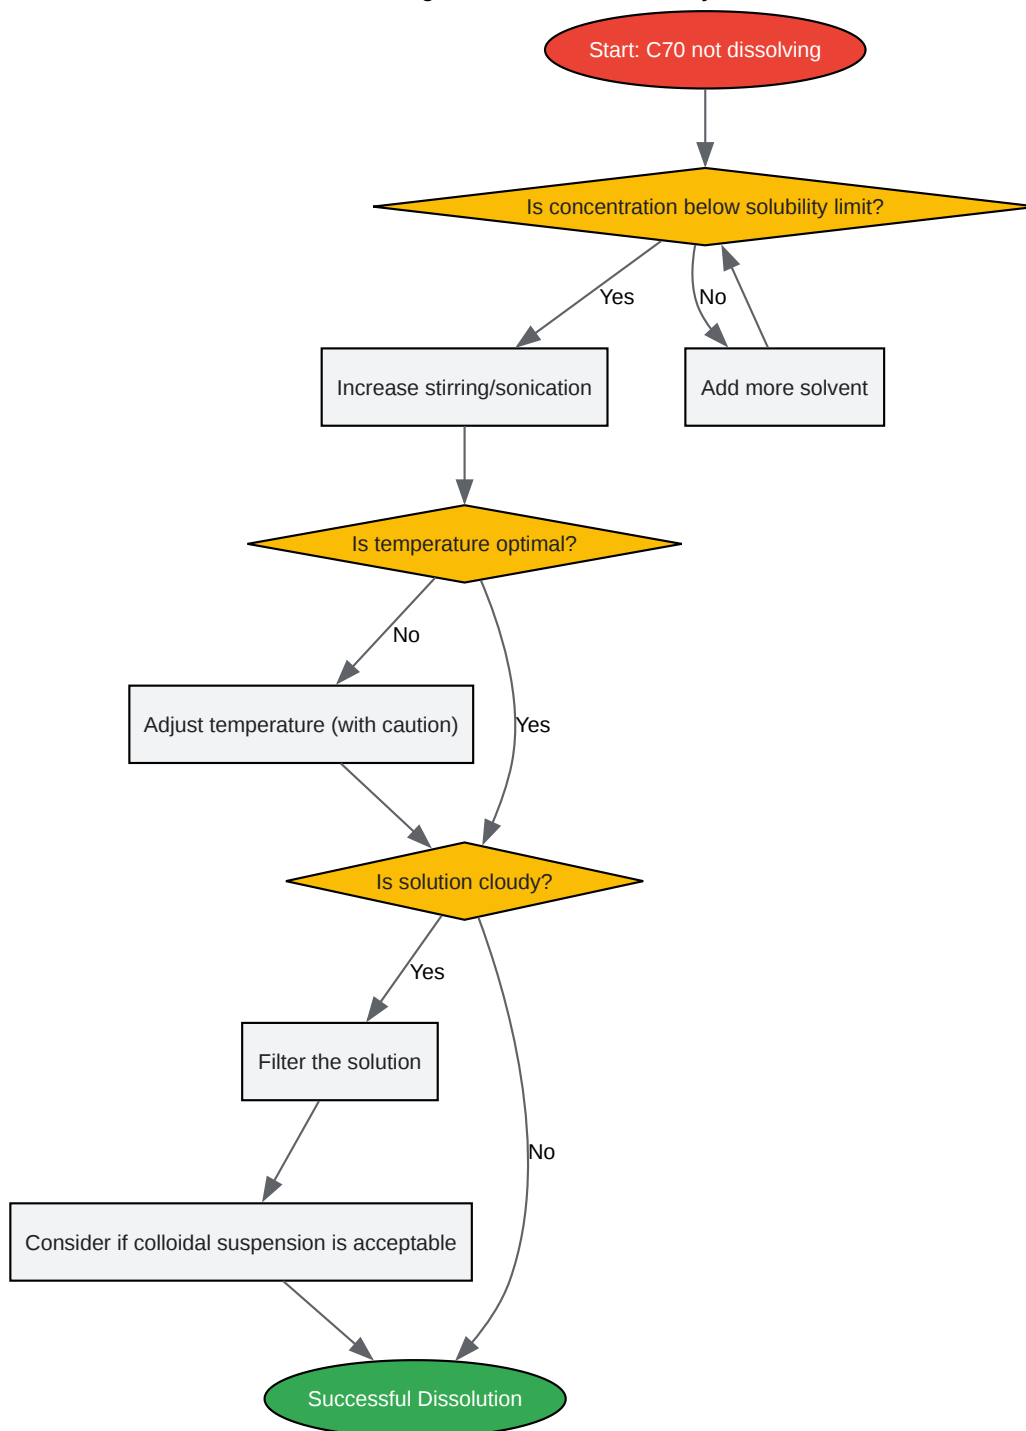 Start: C70 not dissolving
Is concentration below solubility limit?
Yes
No
Increase stirring/sonication
Add more solvent
Is temperature optimal?
No
Adjust temperature (with caution)
Yes
Is solution cloudy?
Yes
Filter the solution
No
Consider if colloidal suspension is acceptable
Successful Dissolution